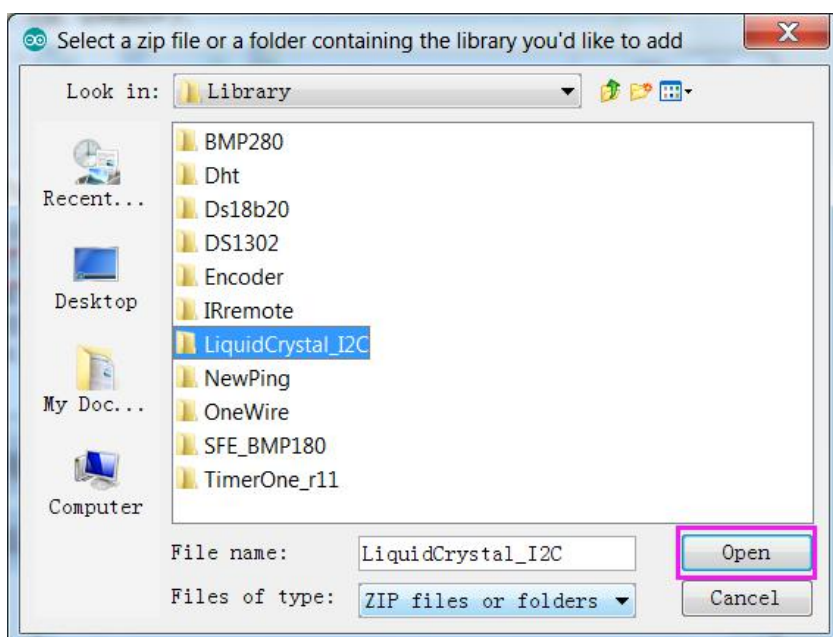 Select a zip file or a folder containing the library you'd like to add
X
Look in: Library
BMP280
Dht
Ds18b20
DS1302
Encoder
IRremote
LiquidCrystal_I2C
NewPing
OneWire
SFE_BMP180
TimerOne_r11
Recent...
Desktop
My Doc...
Computer
File name: LiquidCrystal_I2C Open
Files of type: ZIP files or folders Cancel